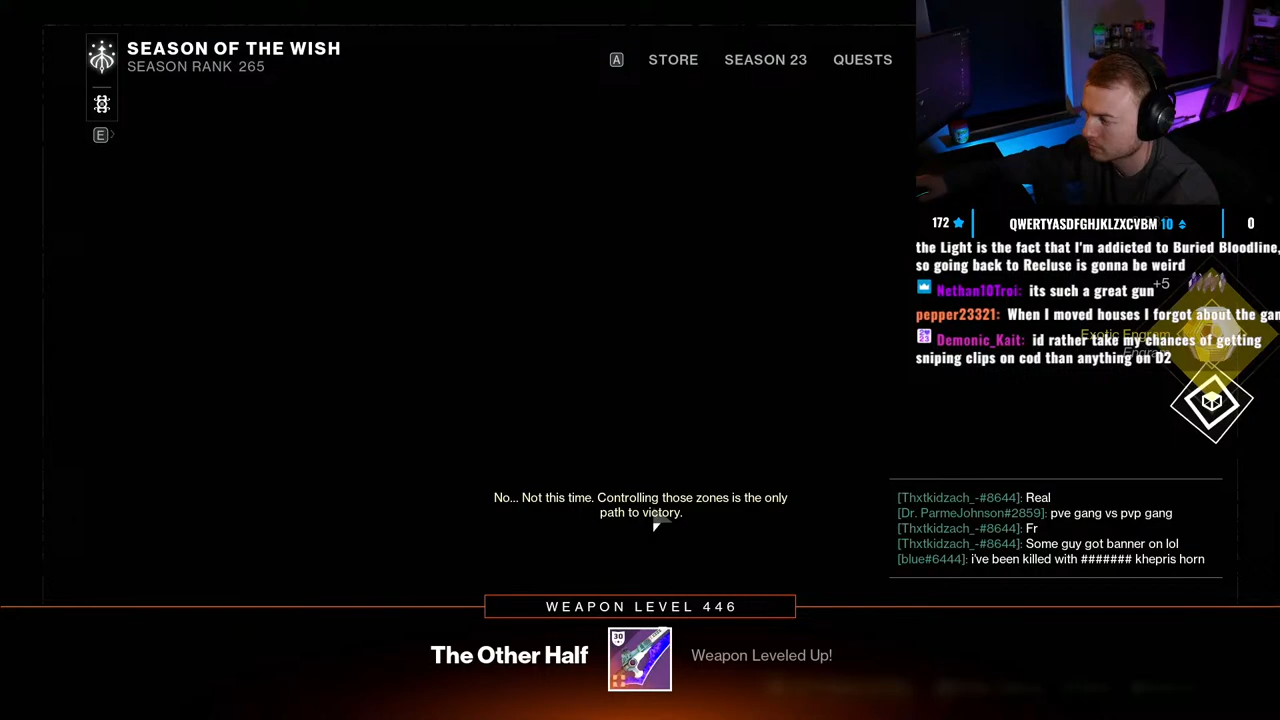 SEASON OF THE WISH
SEASON RANK 265
E
A STORE SEASON 23 QUESTS
172 QWERTYASDFGHJKLZXCVBM 10 0
the Light is the fact that I'm addicted to Buried Bloodline,
so going back to Recluse is gonna be weird
+5
Nethan10Troi: its such a great gun
pepper23321: When I moved houses I forgot about the gam
Exotic Engram
Demonic_Kait: id rather take my chances of getting
sniping clips on cod than anything on D2
No... Not this time. Controlling those zones is the only
path to victory.
[Thxtkidzach_-#8644]: Real
[Dr. ParmeJohnson#2859]: pve gang vs pvp gang
[Thxtkidzach_-#8644]: Fr
[Thxtkidzach_-#8644]: Some guy got banner on lol
[blue#6444]: i've been killed with ####### khepris horn
WEAPON LEVEL 446
The Other Half
30
Weapon Leveled Up!